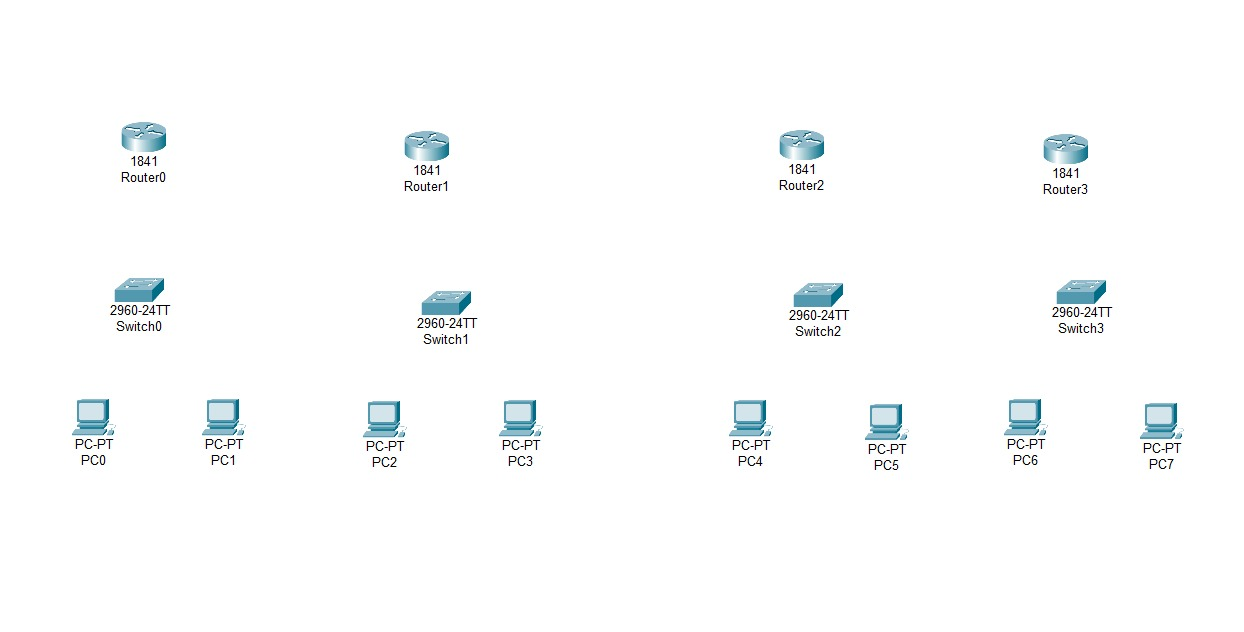 1841
Router0
1841
Router1
1841
Router2
1841
Router3
2960-24TT
Switch0
2960-24TT
Switch1
2960-24TT
Switch2
2960-24TT
Switch3
PC-PT
PC0
PC-PT
PC1
PC-PT
PC2
PC-PT
PC3
PC-PT
PC4
PC-PT
PC5
PC-PT
PC6
PC-PT
PC7